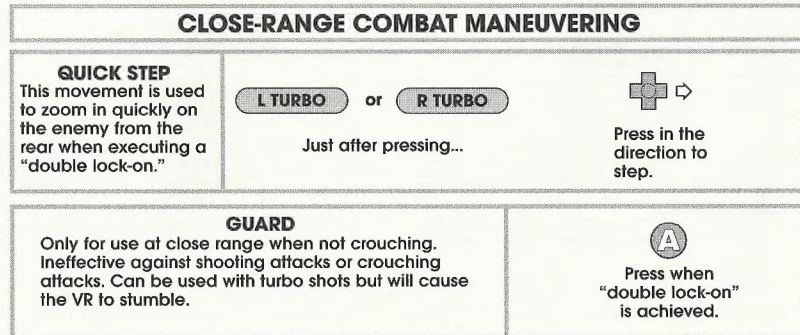 CLOSE-RANGE COMBAT MANEUVERING
QUICK STEP
This movement is used
to zoom in quickly on
the enemy from the
rear when executing a
“double lock-on.”
L TURBO or R TURBO
Just after pressing...
Press in the
direction to
step.
GUARD
Only for use at close range when not crouching.
Ineffective against shooting attacks or crouching
attacks. Can be used with turbo shots but will cause
the VR to stumble.
A
Press when
“double lock-on”
is achieved.